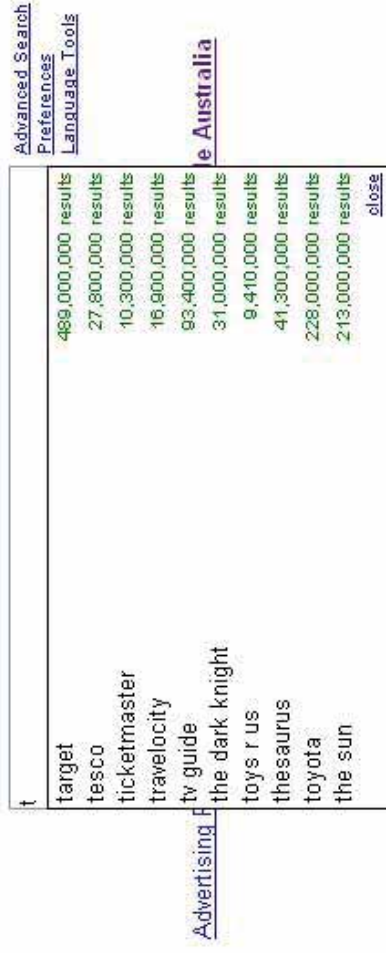 Advanced Search
Preferences
Language Tools
t
target 489,000,000 results
tesco 27,800,000 results
ticketmaster 10,300,000 results
travelocity 16,900,000 results
tv guide 93,400,000 results
the dark knight 31,000,000 results
toys r us 9,410,000 results
thesaurus 41,300,000 results
toyota 228,000,000 results
the sun 213,000,000 results
close
Advertising P
le Australia